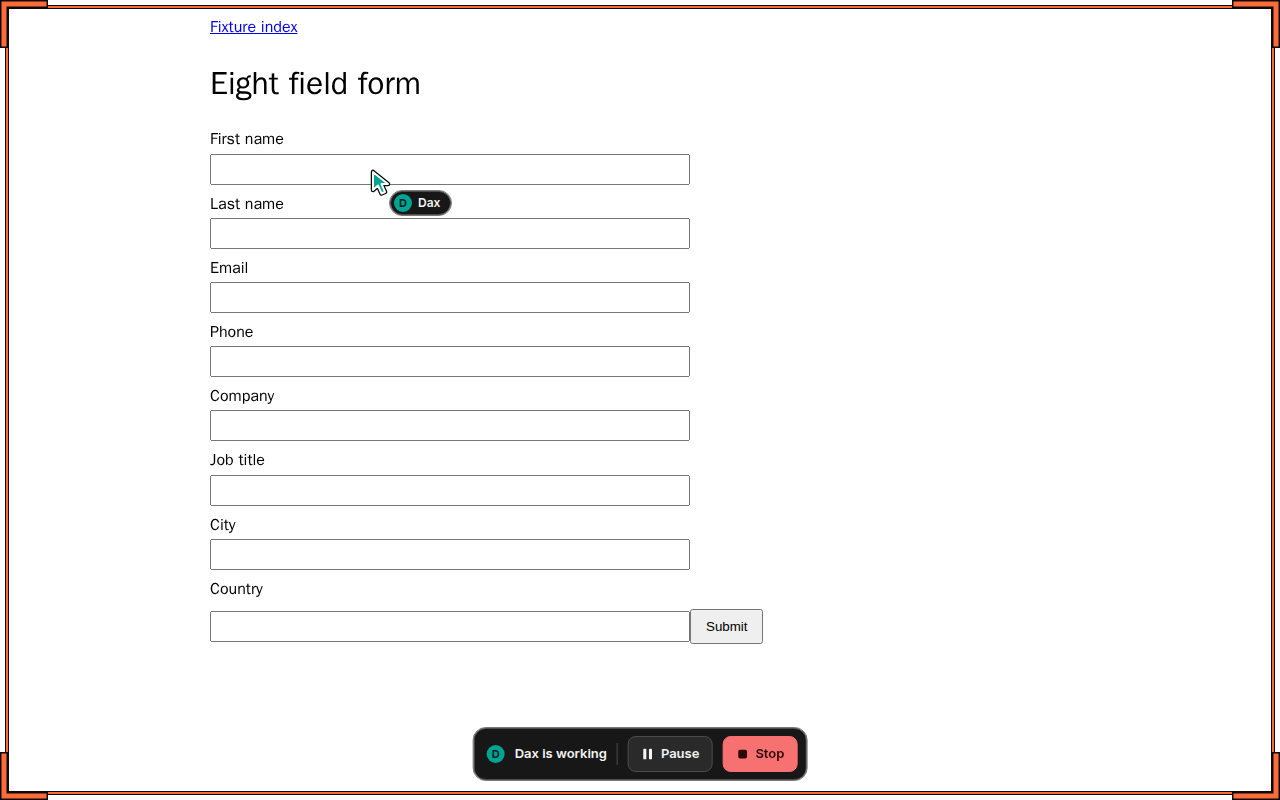 Fixture index
Eight field form
First name
Last name
D Dax
Email
Phone
Company
Job title
City
Country
Submit
D Dax is working Pause Stop